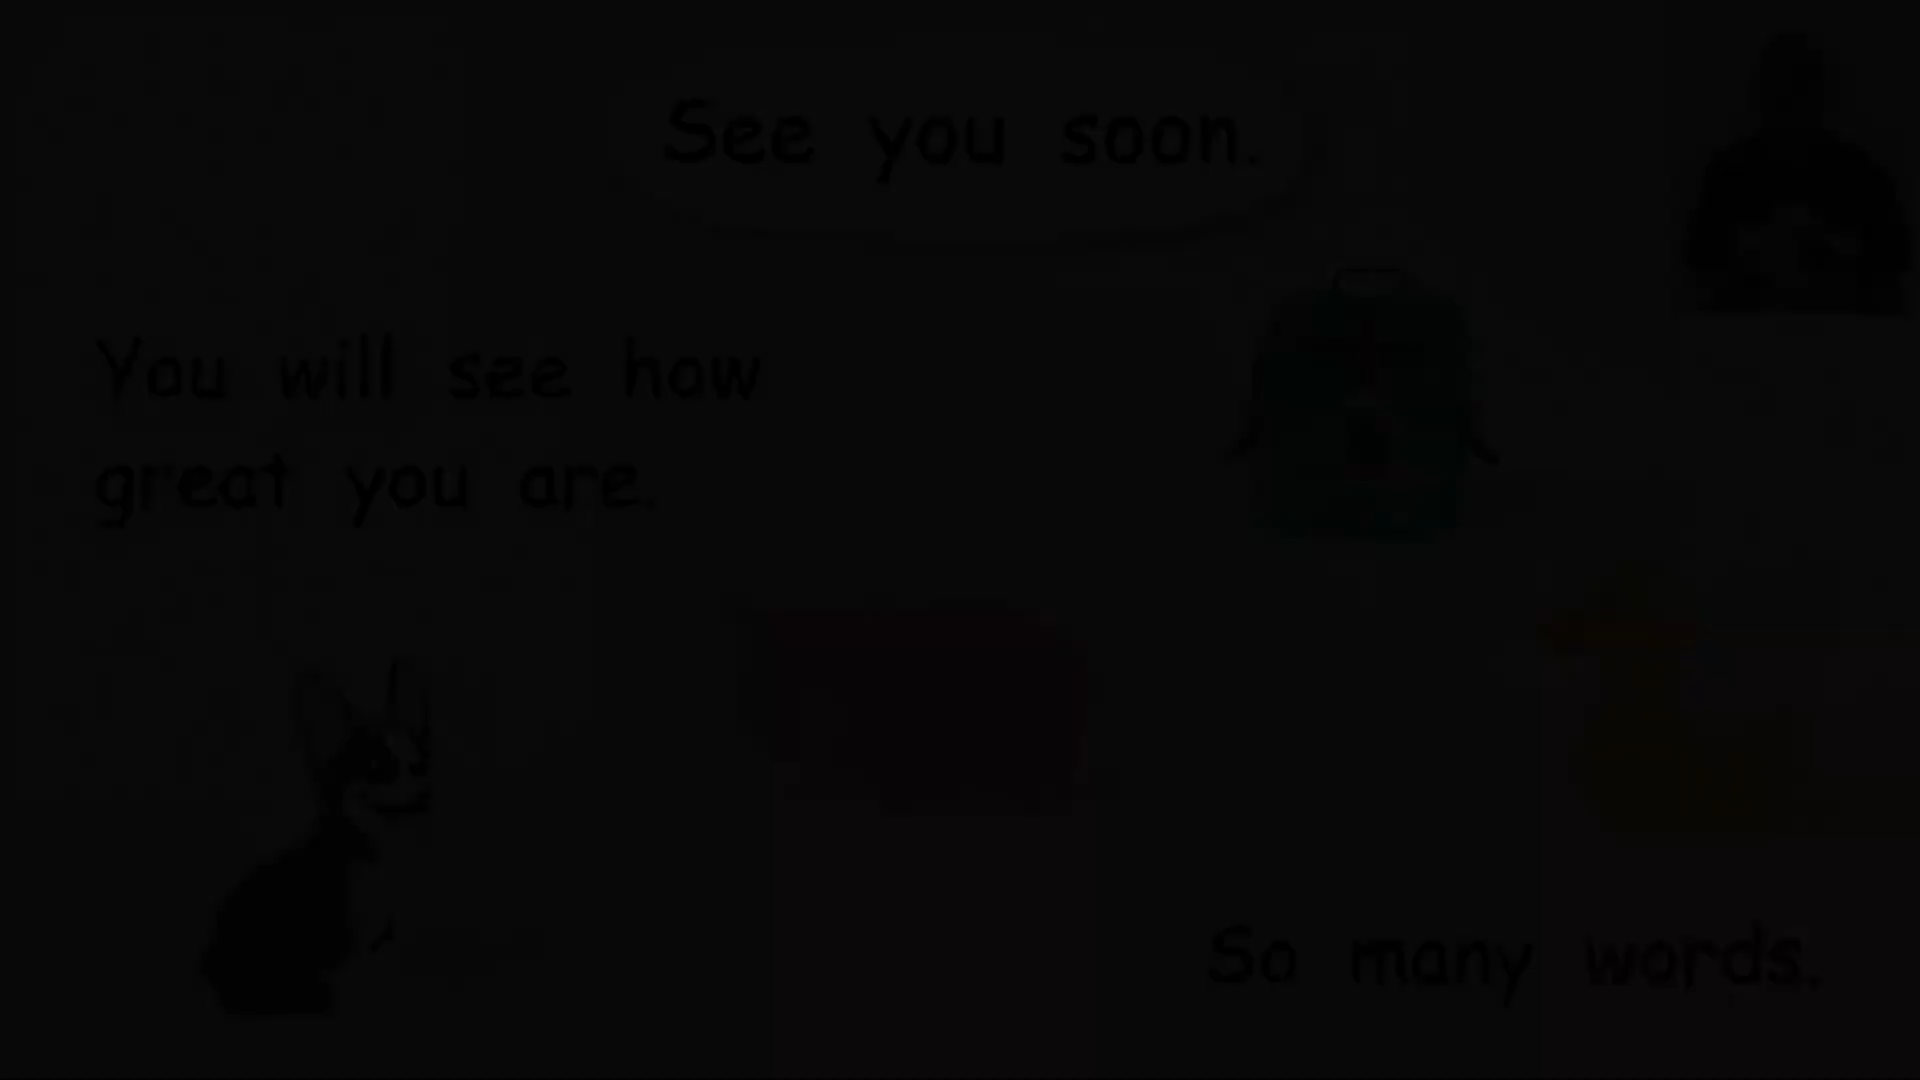 See you soon.
You will see how
great you are.
So many words.